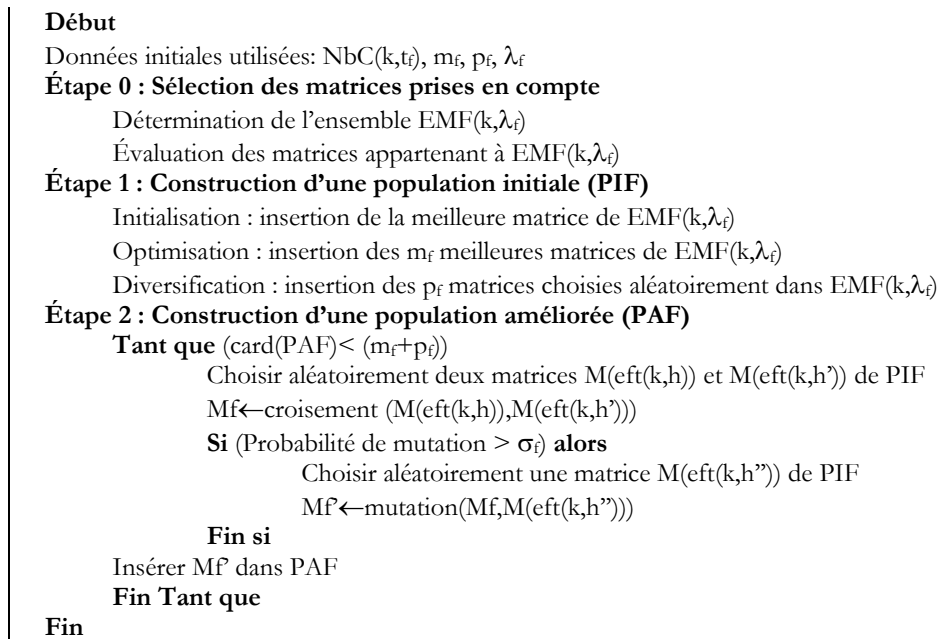 Début
Données initiales utilisées: NbC(k,tf), mf, pf, λf
Étape 0 : Sélection des matrices prises en compte
Détermination de l'ensemble EMF(k,λf)
Évaluation des matrices appartenant à EMF(k,λf)
Étape 1 : Construction d'une population initiale (PIF)
Initialisation : insertion de la meilleure matrice de EMF(k,λf)
Optimisation : insertion des mf meilleures matrices de EMF(k,λf)
Diversification : insertion des pf matrices choisies aléatoirement dans EMF(k,λf)
Étape 2 : Construction d'une population améliorée (PAF)
Tant que (card(PAF)< (mf+pf))
Choisir aléatoirement deux matrices M(eft(k,h)) et M(eft(k,h')) de PIF
Mf←croisement (M(eft(k,h)),M(eft(k,h')))
Si (Probabilité de mutation > σf) alors
Choisir aléatoirement une matrice M(eft(k,h”)) de PIF
Mf'←mutation(Mf,M(eft(k,h”)))
Fin si
Insérer Mf' dans PAF
Fin Tant que
Fin